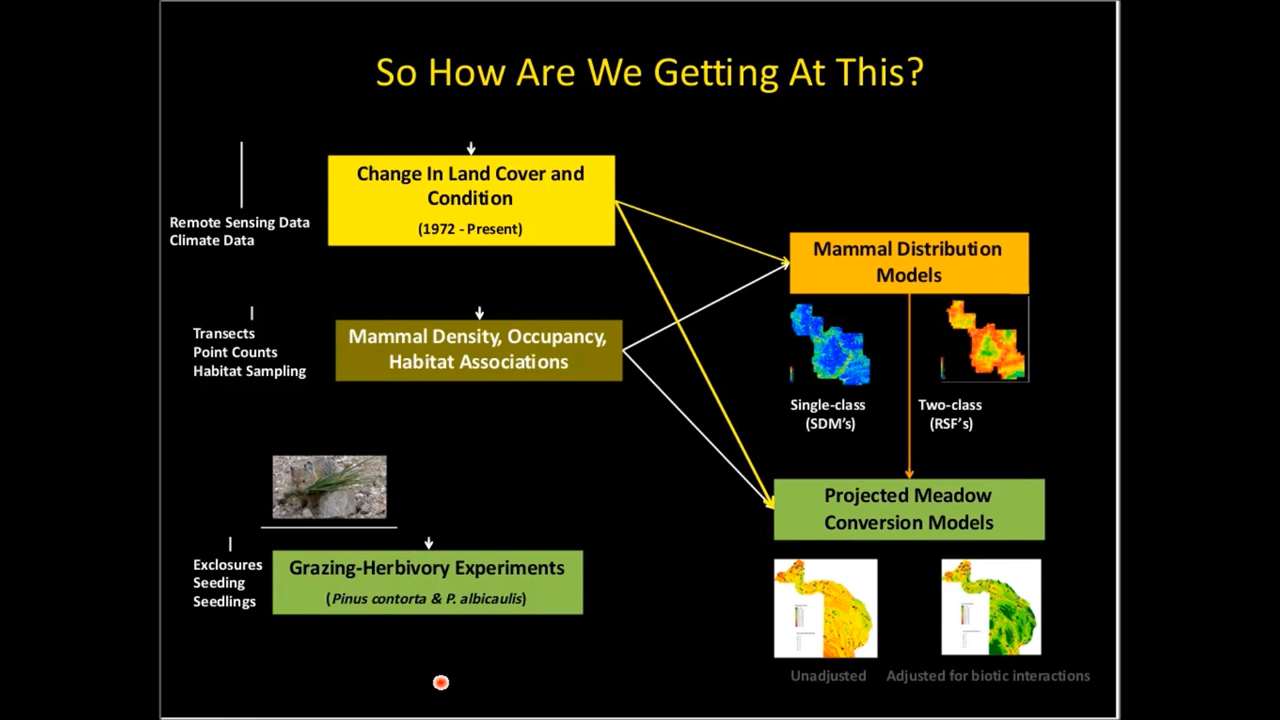 So How Are We Getting At This?
Change In Land Cover and
Condition
(1972 - Present)
Remote Sensing Data
Climate Data
Mammal Distribution
Models
Transects
Point Counts
Habitat Sampling
Mammal Density, Occupancy,
Habitat Associations
Single-class
(SDM's)
Two-class
(RSF's)
Projected Meadow
Conversion Models
Exclosures
Seeding
Seedlings
Grazing-Herbivory Experiments
(Pinus contorta & P. albicaulis)
Unadjusted
Adjusted for biotic interactions